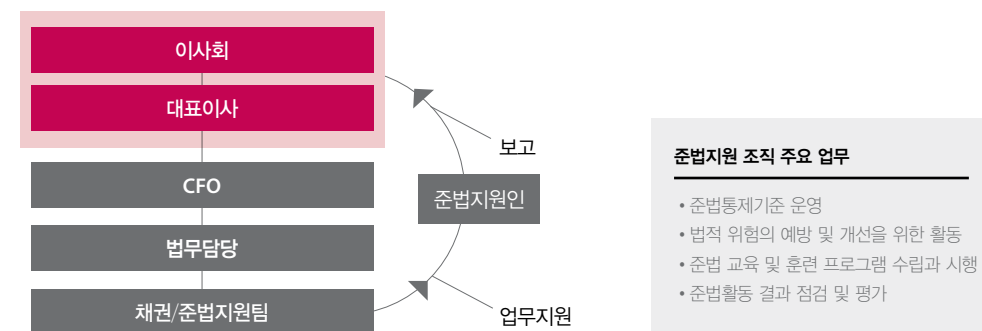 이사회
대표이사
CFO
법무담당
채권/준법지원팀
보고
준법지원인
업무지원
준법지원 조직 주요 업무
• 준법통제기준 운영
• 법적 위험의 예방 및 개선을 위한 활동
• 준법 교육 및 훈련 프로그램 수립과 시행
• 준법활동 결과 점검 및 평가